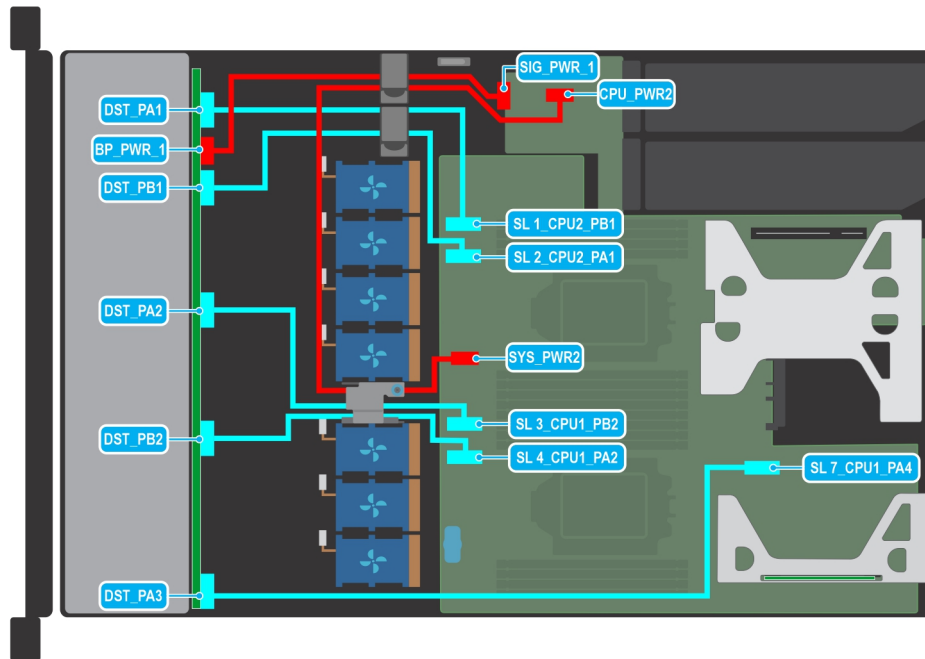 SIG_PWR_1
CPU_PWR2
DST_PA1
BP_PWR_1
DST_PB1
SL 1_CPU2_PB1
SL 2_CPU2_PA1
DST_PA2
SYS_PWR2
SL 3_CPU1_PB2
DST_PB2
SL 4_CPU1_PA2
SL 7_CPU1_PA4
DST_PA3